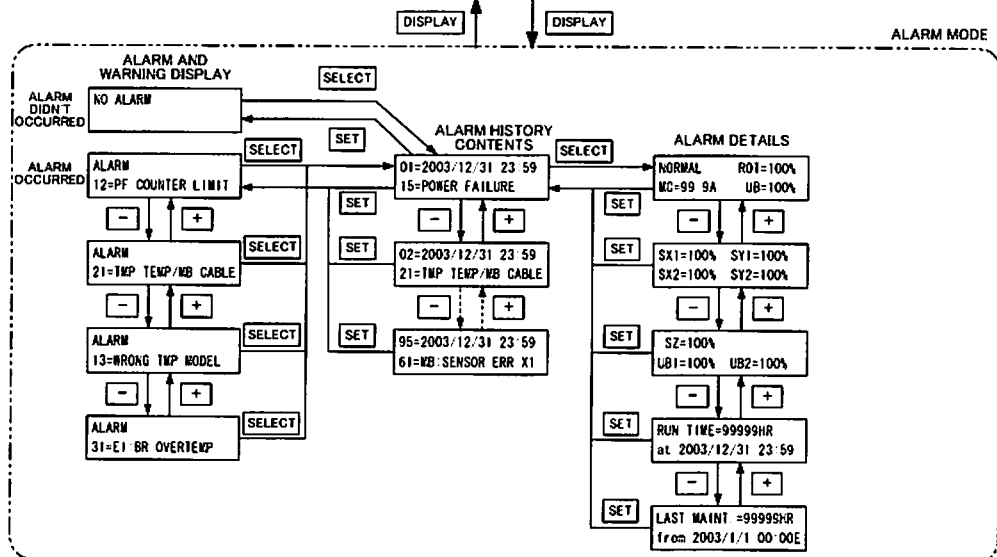 DISPLAY
DISPLAY
ALARM MODE
ALARM AND
WARNING DISPLAY
ALARM
DIDN'T
OCCURRED
NO ALARM
SELECT
SET
ALARM HISTORY
CONTENTS
ALARM DETAILS
ALARM
OCCURRED
ALARM
12=PF COUNTER LIMIT
SELECT
01=2003/12/31 23 59
15=POWER FAILURE
SELECT
NORMAL ROT=100%
MC=99 9A UB=100%
SET
SET
-
+
-
+
-
+
ALARM
21=TMP TEMP/MB CABLE
SELECT
SET
02=2003/12/31 23=59
21=TMP TEMP/MB CABLE
SET
SX1=100% SY1=100%
SX2=100% SY2=100%
-
+
-
+
-
+
ALARM
13=WRONG TMP MODEL
SELECT
SET
95=2003/12/31 23=59
61=MB:SENSOR ERR X1
SET
SZ=100%
UB1=100% UB2=100%
-
+
-
+
ALARM
31=E1:BR OVERTEMP
SELECT
SET
RUN TIME=99999HR
at 2003/12/31 23:59
-
+
SET
LAST MAINT.=99999HR
from 2003/1/1 00:00E